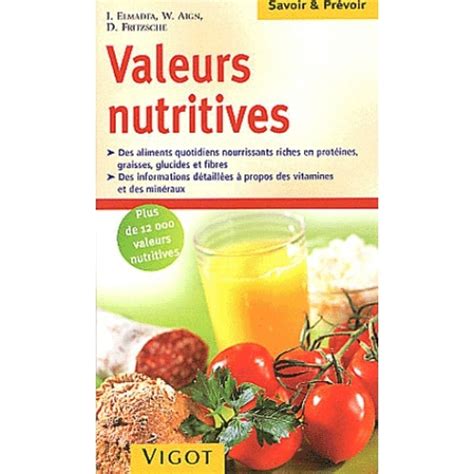 I. Elmadfa, W. Aign,
D. Fritzsche
Savoir & Prévoir
Valeurs
nutritives
➤ Des aliments quotidiens nourrissants riches en protéines,
graisses, glucides et fibres
➤ Des informations détaillées à propos des vitamines
et des minéraux
Plus
de 12 000
valeurs
nutritives
VIGOT